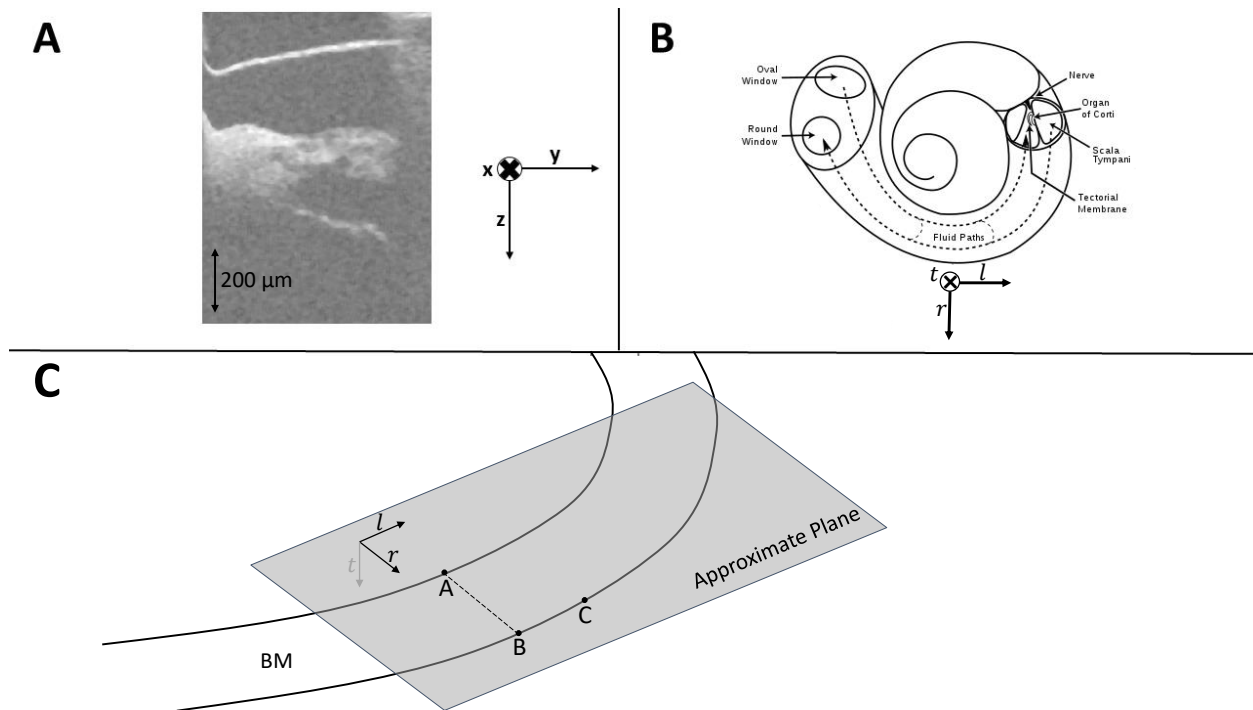 A
200 μm
x
y
z
B
Oval
Window
Round
Window
Nerve
Organ
of Corti
Scala
Tympani
Tectorial
Membrane
Fluid Paths
t
l
r
C
l
r
t
A
B
C
BM
Approximate Plane